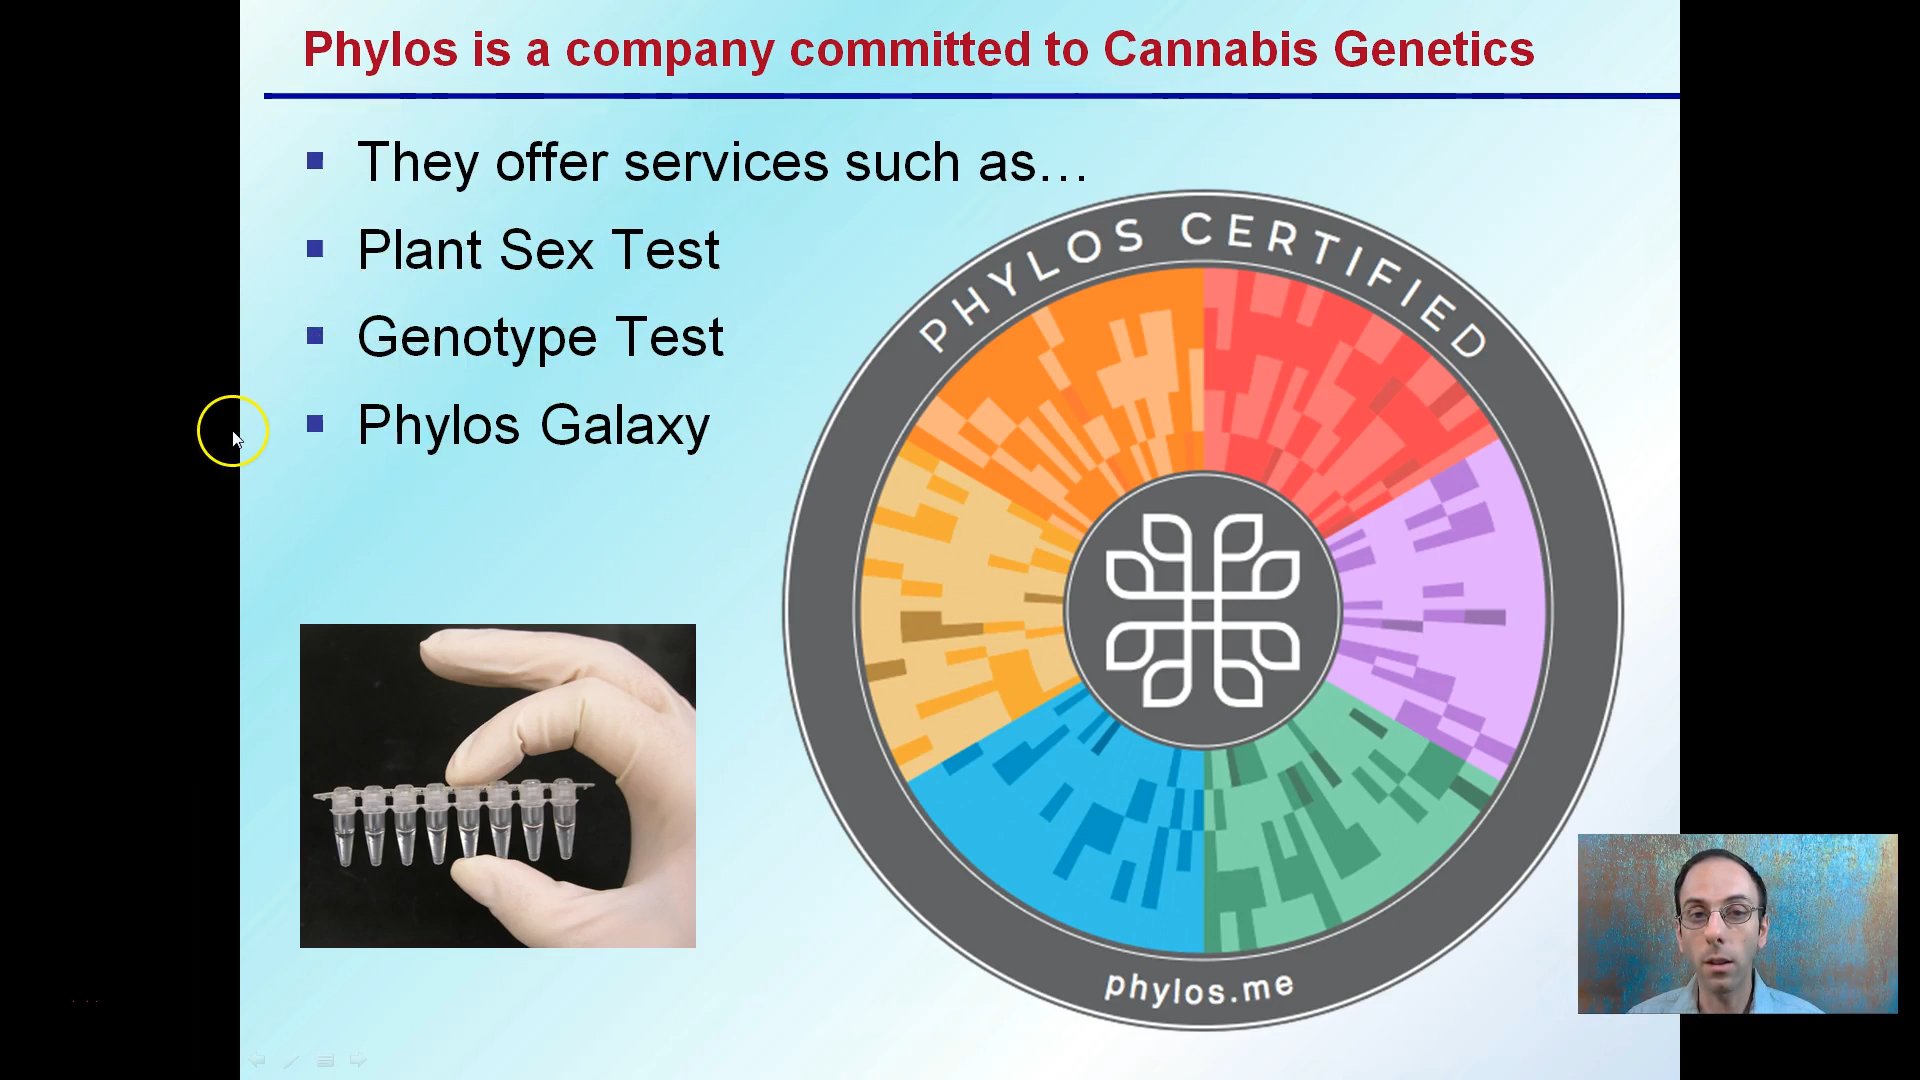 Phylos is a company committed to Cannabis Genetics
They offer services such as…
Plant Sex Test
Genotype Test
Phylos Galaxy
PHYLOS CERTIFIED
phylos.me